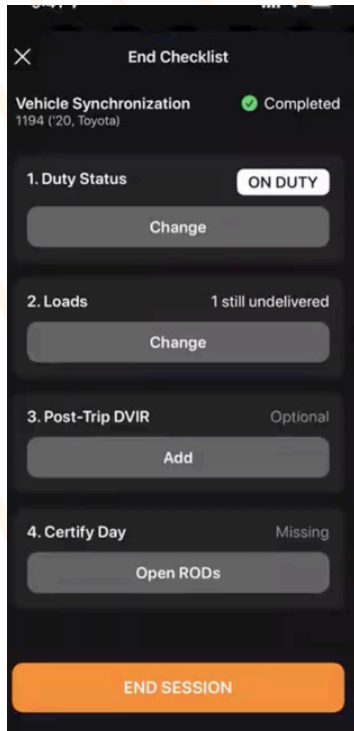 End Checklist
Vehicle Synchronization
Completed
1194 ('20, Toyota)
1. Duty Status
ON DUTY
Change
2. Loads
1 still undelivered
Change
3. Post-Trip DVIR
Optional
Add
4. Certify Day
Missing
Open RODs
END SESSION